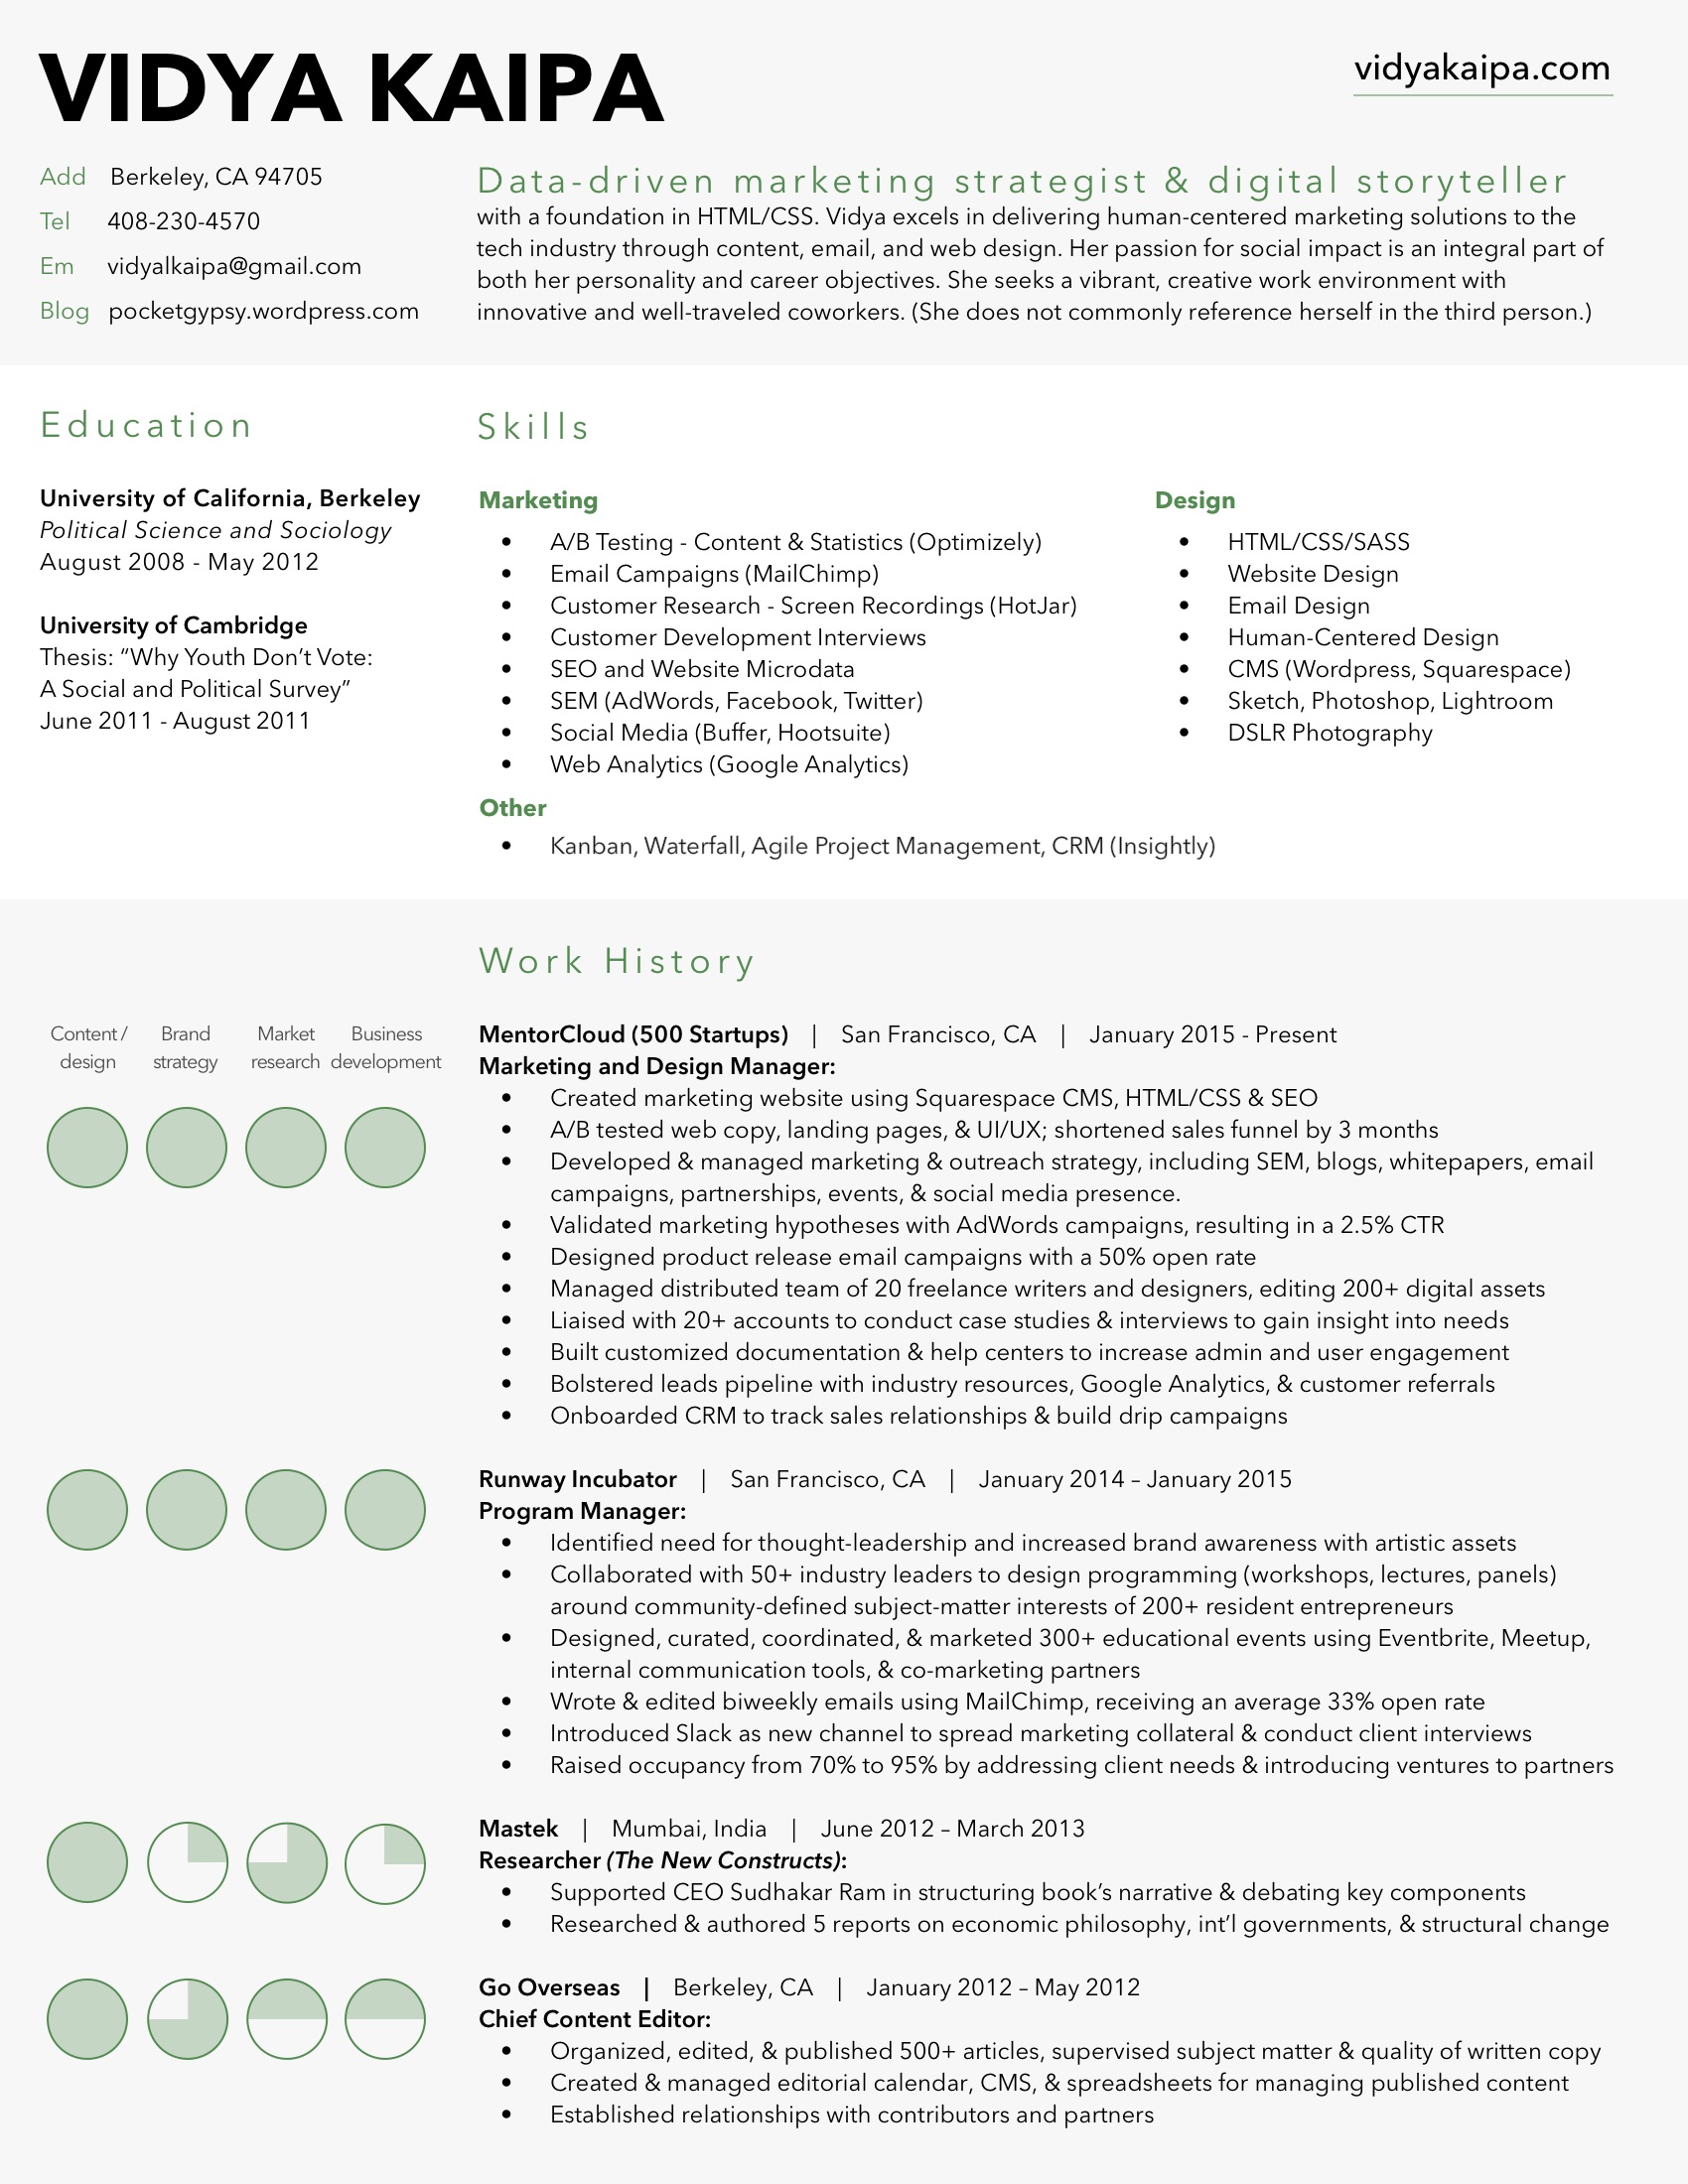 VIDYA KAIPA
vidyakaipa.com
Add Berkeley, CA 94705
Tel 408-230-4570
Em vidyalkaipa@gmail.com
Blog pocketgypsy.wordpress.com
Data-driven marketing strategist & digital storyteller
with a foundation in HTML/CSS. Vidya excels in delivering human-centered marketing solutions to the
tech industry through content, email, and web design. Her passion for social impact is an integral part of
both her personality and career objectives. She seeks a vibrant, creative work environment with
innovative and well-traveled coworkers. (She does not commonly reference herself in the third person.)
Education
University of California, Berkeley
Political Science and Sociology
August 2008 - May 2012
University of Cambridge
Thesis: “Why Youth Don’t Vote:
A Social and Political Survey”
June 2011 - August 2011
Skills
Marketing
• A/B Testing - Content & Statistics (Optimizely)
• Email Campaigns (MailChimp)
• Customer Research - Screen Recordings (HotJar)
• Customer Development Interviews
• SEO and Website Microdata
• SEM (AdWords, Facebook, Twitter)
• Social Media (Buffer, Hootsuite)
• Web Analytics (Google Analytics)
Design
• HTML/CSS/SASS
• Website Design
• Email Design
• Human-Centered Design
• CMS (Wordpress, Squarespace)
• Sketch, Photoshop, Lightroom
• DSLR Photography
Other
• Kanban, Waterfall, Agile Project Management, CRM (Insightly)
Work History
Content / design
Brand strategy
Market research
Business development
MentorCloud (500 Startups) | San Francisco, CA | January 2015 - Present
Marketing and Design Manager:
• Created marketing website using Squarespace CMS, HTML/CSS & SEO
• A/B tested web copy, landing pages, & UI/UX; shortened sales funnel by 3 months
• Developed & managed marketing & outreach strategy, including SEM, blogs, whitepapers, email
campaigns, partnerships, events, & social media presence.
• Validated marketing hypotheses with AdWords campaigns, resulting in a 2.5% CTR
• Designed product release email campaigns with a 50% open rate
• Managed distributed team of 20 freelance writers and designers, editing 200+ digital assets
• Liaised with 20+ accounts to conduct case studies & interviews to gain insight into needs
• Built customized documentation & help centers to increase admin and user engagement
• Bolstered leads pipeline with industry resources, Google Analytics, & customer referrals
• Onboarded CRM to track sales relationships & build drip campaigns
Runway Incubator | San Francisco, CA | January 2014 – January 2015
Program Manager:
• Identified need for thought-leadership and increased brand awareness with artistic assets
• Collaborated with 50+ industry leaders to design programming (workshops, lectures, panels)
around community-defined subject-matter interests of 200+ resident entrepreneurs
• Designed, curated, coordinated, & marketed 300+ educational events using Eventbrite, Meetup,
internal communication tools, & co-marketing partners
• Wrote & edited biweekly emails using MailChimp, receiving an average 33% open rate
• Introduced Slack as new channel to spread marketing collateral & conduct client interviews
• Raised occupancy from 70% to 95% by addressing client needs & introducing ventures to partners
Mastek | Mumbai, India | June 2012 – March 2013
Researcher (The New Constructs):
• Supported CEO Sudhakar Ram in structuring book’s narrative & debating key components
• Researched & authored 5 reports on economic philosophy, int’l governments, & structural change
Go Overseas | Berkeley, CA | January 2012 – May 2012
Chief Content Editor:
• Organized, edited, & published 500+ articles, supervised subject matter & quality of written copy
• Created & managed editorial calendar, CMS, & spreadsheets for managing published content
• Established relationships with contributors and partners